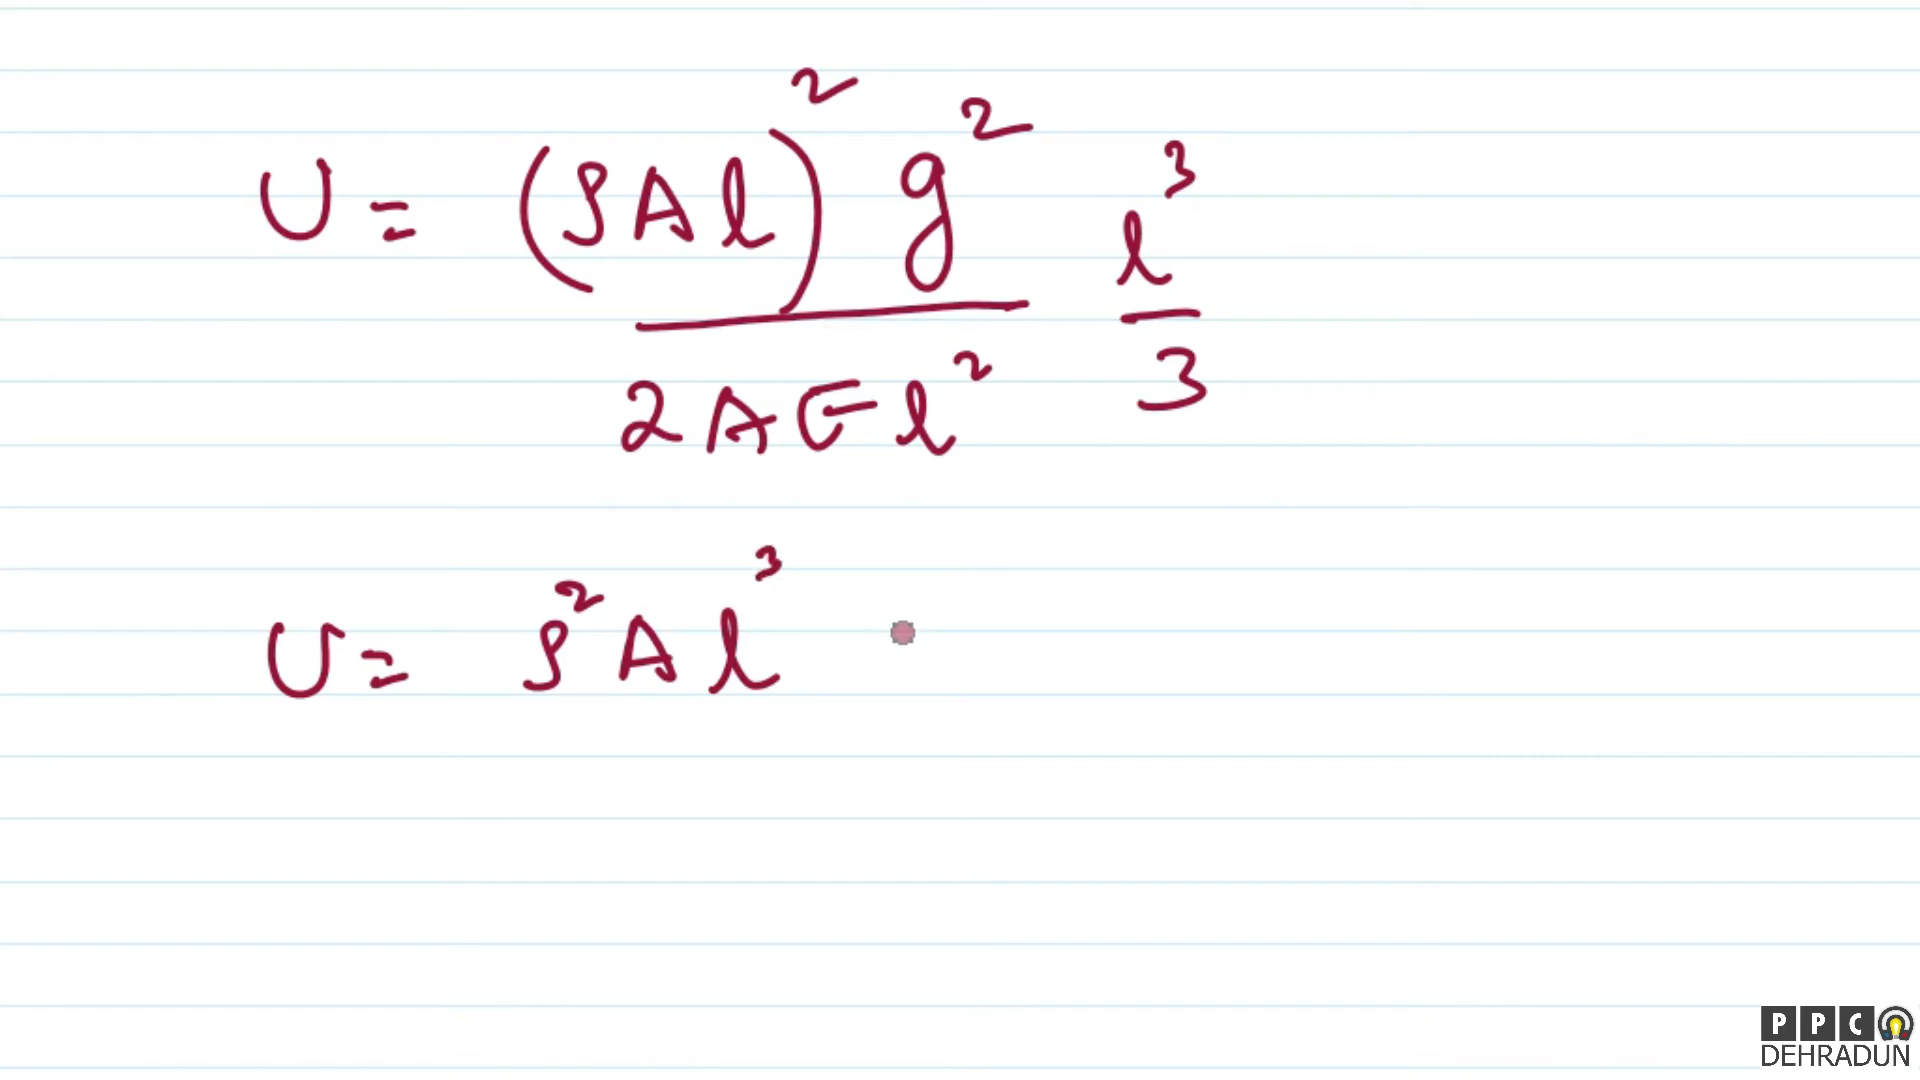 U = (ρAl)² g² / 2AEl² l³/3
U = ρ²Al³
PPC
DEHRADUN